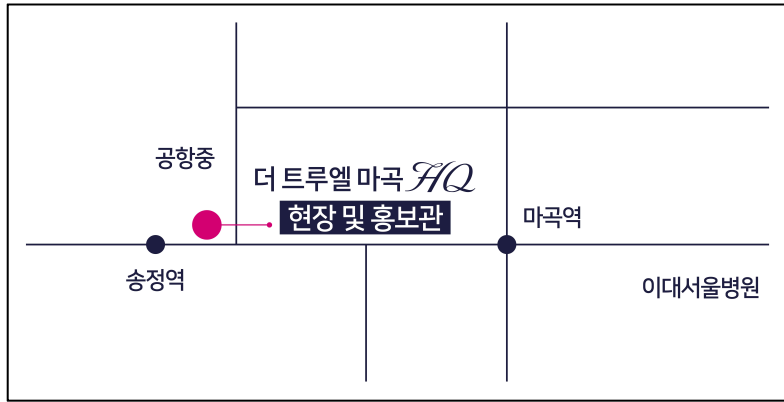 공항중
더 트루엘 마곡 HQ
현장 및 홍보관
마곡역
송정역
이대서울병원